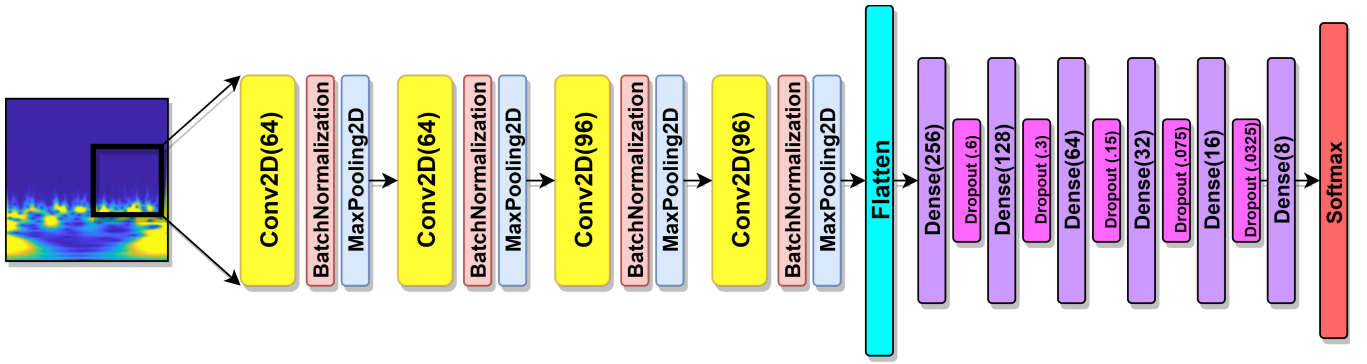 Conv2D(64)
BatchNormalization
MaxPooling2D
Conv2D(64)
BatchNormalization
MaxPooling2D
Conv2D(96)
BatchNormalization
MaxPooling2D
Conv2D(96)
BatchNormalization
MaxPooling2D
Flatten
Dense(256)
Dropout (.6)
Dense(128)
Dropout (.3)
Dense(64)
Dropout (.15)
Dense(32)
Dropout (.075)
Dense(16)
Dropout (.0325)
Dense(8)
Softmax